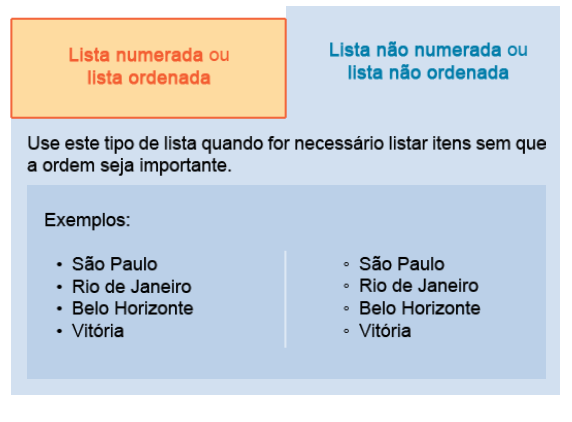 Lista numerada ou
lista ordenada
Lista não numerada ou
lista não ordenada
Use este tipo de lista quando for necessário listar itens sem que
a ordem seja importante.
Exemplos:
• São Paulo
• Rio de Janeiro
• Belo Horizonte
• Vitória
◦ São Paulo
◦ Rio de Janeiro
◦ Belo Horizonte
◦ Vitória